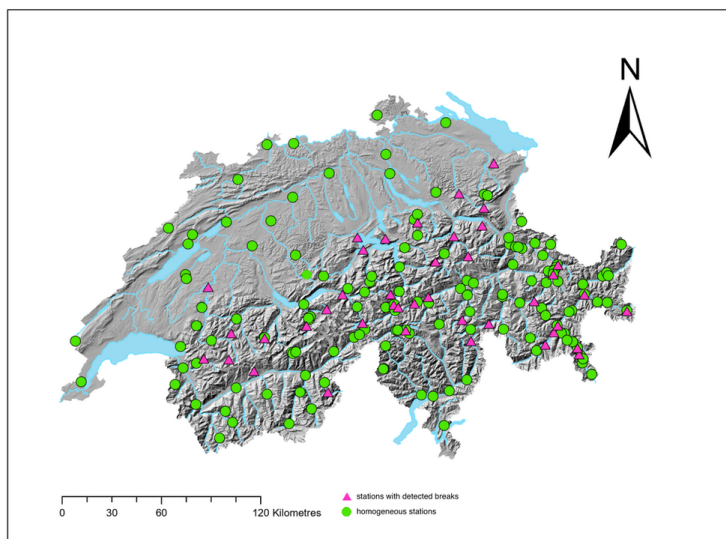 N
stations with detected breaks
homogeneous stations
0 30 60 120 Kilometres